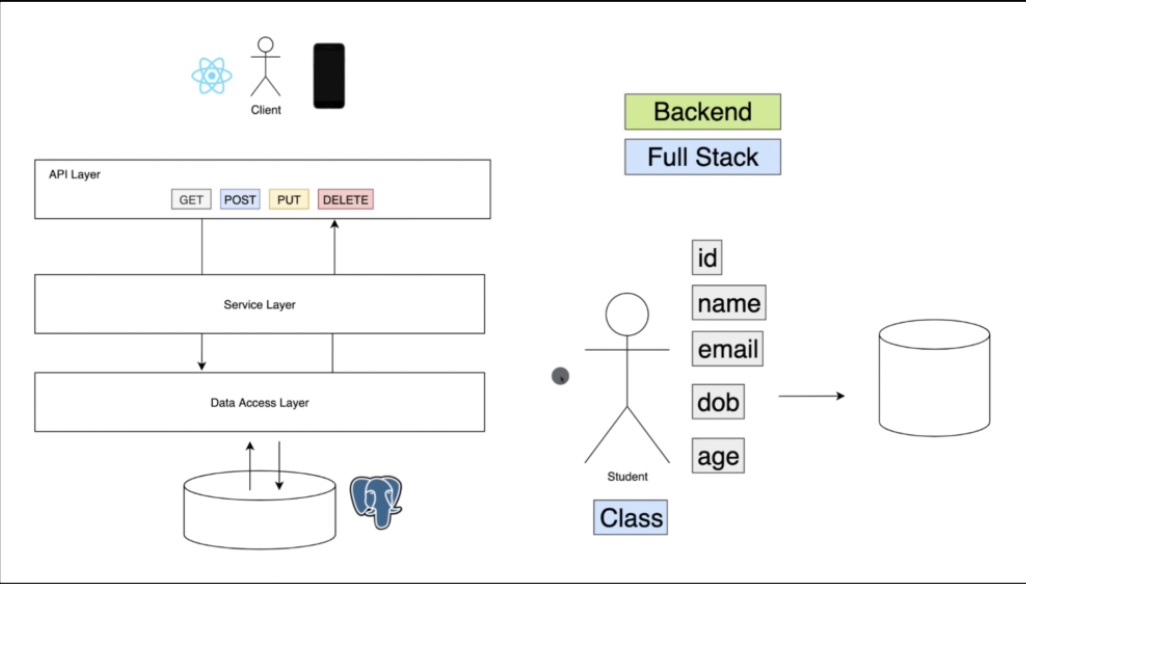 Client
API Layer
GET POST PUT DELETE
Service Layer
Data Access Layer
Backend
Full Stack
id
name
email
dob
age
Student
Class